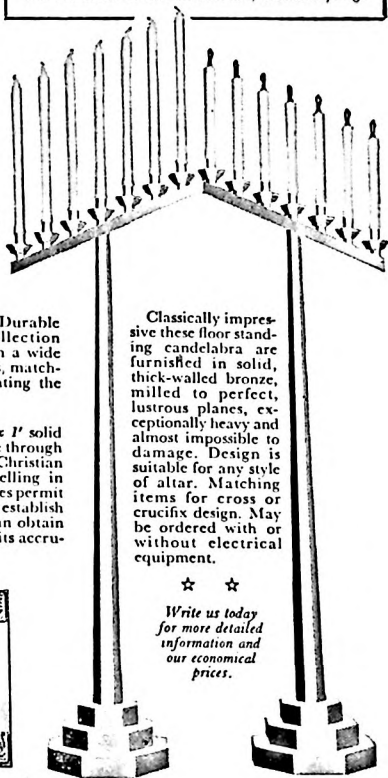 Durable
llection
n a wide
s, match-
ating the
& 1' solid
through
Christian
elling in
es permit
establish
an obtain
its accru-
Classically impres-
sive these floor stand-
ing candelabra are
furnished in solid,
thick-walled bronze,
milled to perfect,
lustrous planes, ex-
ceptionally heavy and
almost impossible to
damage. Design is
suitable for any style
of altar. Matching
items for cross or
crucifix design. May
be ordered with or
without electrical
equipment.
☆ ☆
Write us today
for more detailed
information and
our economical
prices.